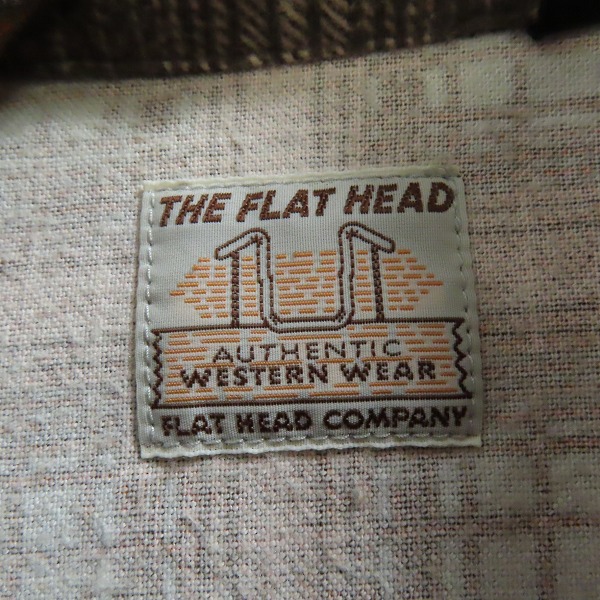 THE FLAT HEAD
AUTHENTIC
WESTERN WEAR
FLAT HEAD COMPANY